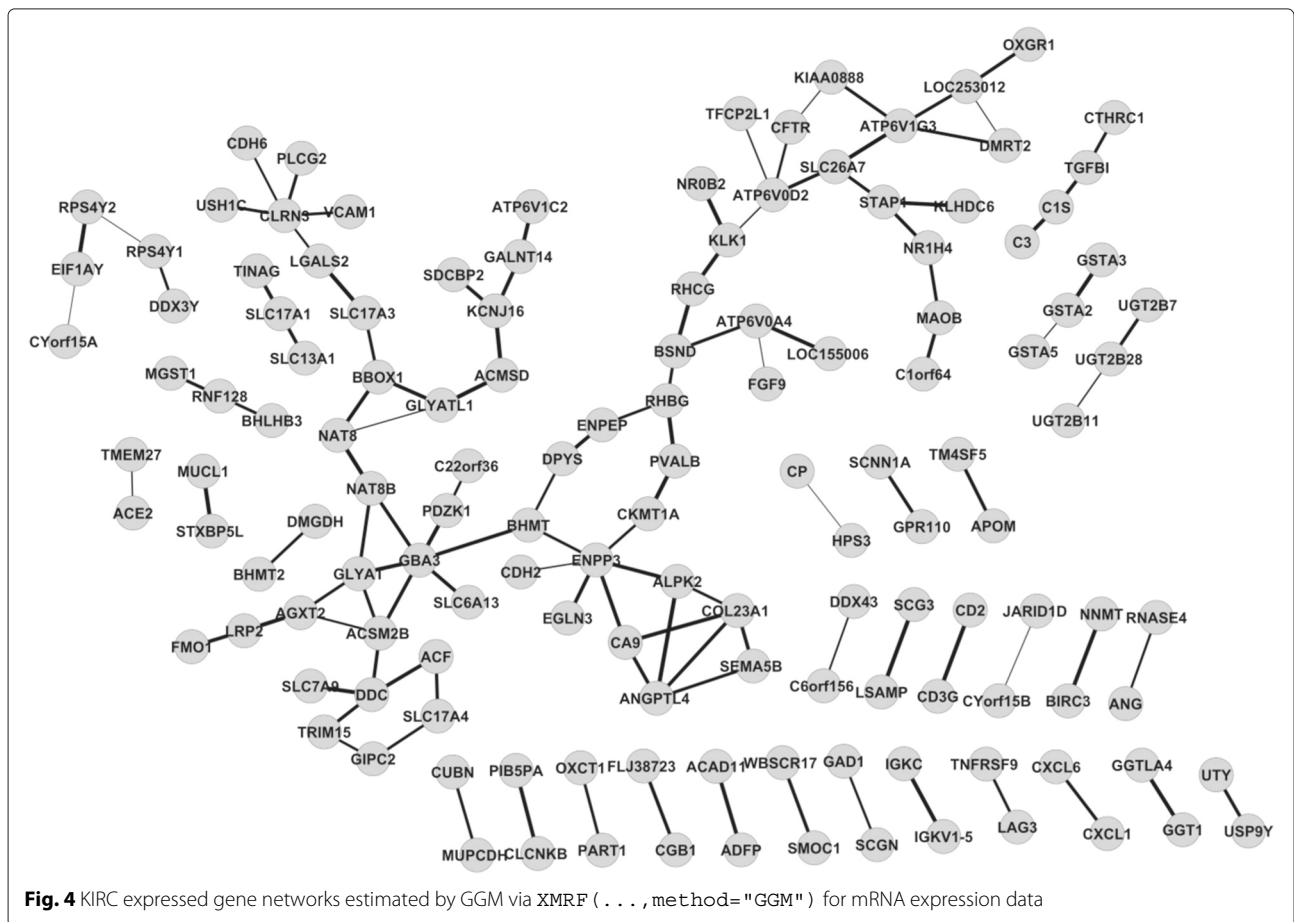 OXGR1
KIAA0888
LOC253012
TFCP2L1
CFTR
ATP6V1G3
CTHRC1
CDH6
PLCG2
DMRT2
TGFBI
SLC26A7
NR0B2
ATP6V0D2
USH1C
CLRN3
VCAM1
ATP6V1C2
STAP1
KLHDC6
C1S
RPS4Y2
KLK1
C3
RPS4Y1
LGALS2
GALNT14
NR1H4
EIF1AY
TINAG
SDCBP2
GSTA3
DDX3Y
SLC17A1
SLC17A3
KCNJ16
RHCG
GSTA2
UGT2B7
CYorf15A
SLC13A1
ATP6V0A4
MAOB
BSND
LOC155006
GSTA5
UGT2B28
MGST1
RNF128
BBOX1
ACMSD
FGF9
C1orf64
BHLHB3
GLYATL1
RHBG
UGT2B11
NAT8
ENPEP
TMEM27
MUCL1
C22orf36
DPYS
PVALB
CP
SCNN1A
TM4SF5
NAT8B
ACE2
STXBP5L
DMGDH
PDZK1
BHMT
CKMT1A
HPS3
GPR110
APOM
BHMT2
GLYAT
GBA3
CDH2
ENPP3
ALPK2
AGXT2
SLC6A13
EGLN3
COL23A1
DDX43
SCG3
CD2
JARID1D
NNMT
RNASE4
FMO1
LRP2
ACSM2B
CA9
SEMA5B
ACF
SLC7A9
DDC
ANGPTL4
C6orf156
LSAMP
CD3G
CYorf15B
BIRC3
ANG
TRIM15
SLC17A4
GIPC2
CUBN
PIB5PA
OXCT1
FLJ38723
ACAD11
WBSCR17
GAD1
IGKC
TNFRSF9
CXCL6
GGTLA4
UTY
MUPCDH
CLCNKB
PART1
CGB1
ADFP
SMOC1
SCGN
IGKV1-5
LAG3
CXCL1
GGT1
USP9Y
Fig. 4 KIRC expressed gene networks estimated by GGM via XMRF(...,method="GGM") for mRNA expression data